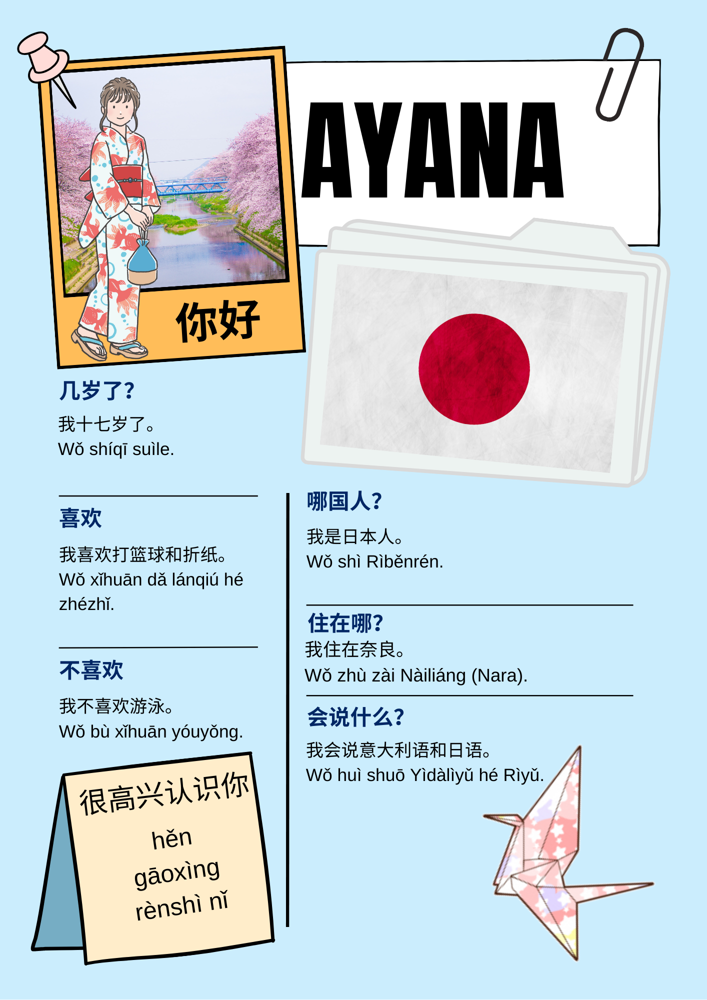 AYANA
你好
几岁了？
我十七岁了。
Wǒ shíqī suìle.
喜欢
我喜欢打篮球和折纸。
Wǒ xǐhuān dǎ lánqiú hé
zhézhǐ.
不喜欢
我不喜欢游泳。
Wǒ bù xǐhuān yóuyǒng.
很高兴认识你
hěn
gāoxìng
rènshì nǐ
哪国人？
我是日本人。
Wǒ shì Rìběnrén.
住在哪？
我住在奈良。
Wǒ zhù zài Nàiliáng (Nara).
会说什么？
我会说意大利语和日语。
Wǒ huì shuō Yìdàlìyǔ hé Rìyǔ.